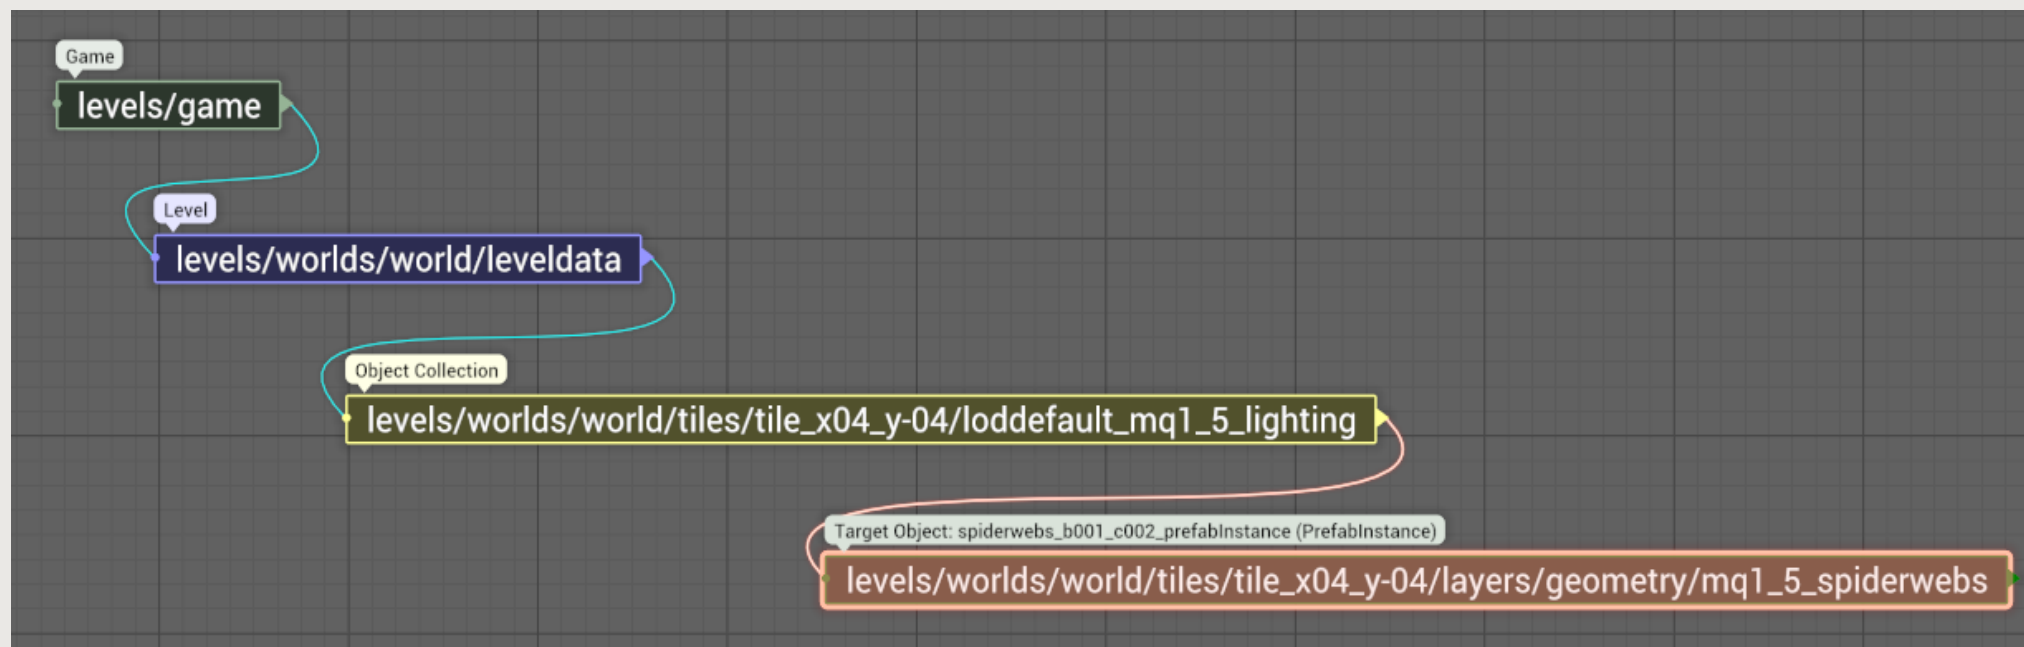 Game
levels/game
Level
levels/worlds/world/leveldata
Object Collection
levels/worlds/world/tiles/tile_x04_y-04/loddefault_mq1_5_lighting
Target Object: spiderwebs_b001_c002_prefabInstance (PrefabInstance)
levels/worlds/world/tiles/tile_x04_y-04/layers/geometry/mq1_5_spiderwebs